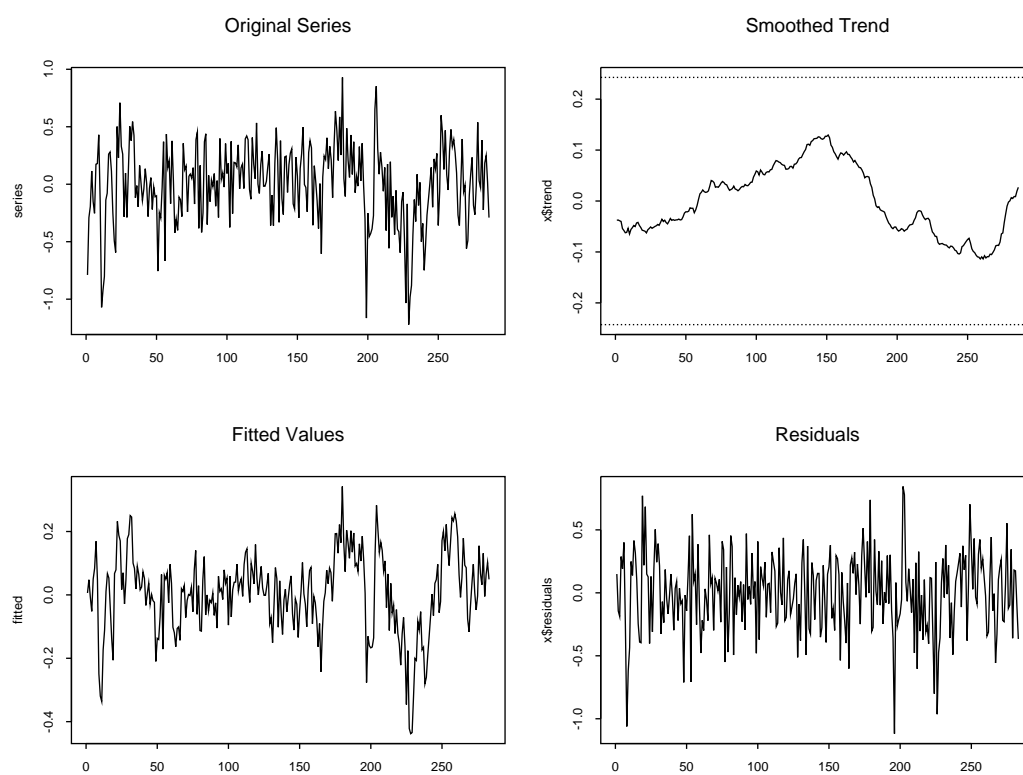 Original Series
series
1.0
0.5
0.0
-0.5
-1.0
0 50 100 150 200 250
Smoothed Trend
x$trend
0.2
0.1
0.0
-0.1
-0.2
0 50 100 150 200 250
Fitted Values
fitted
0.2
0.0
-0.2
-0.4
0 50 100 150 200 250
Residuals
x$residuals
0.5
0.0
-0.5
-1.0
0 50 100 150 200 250